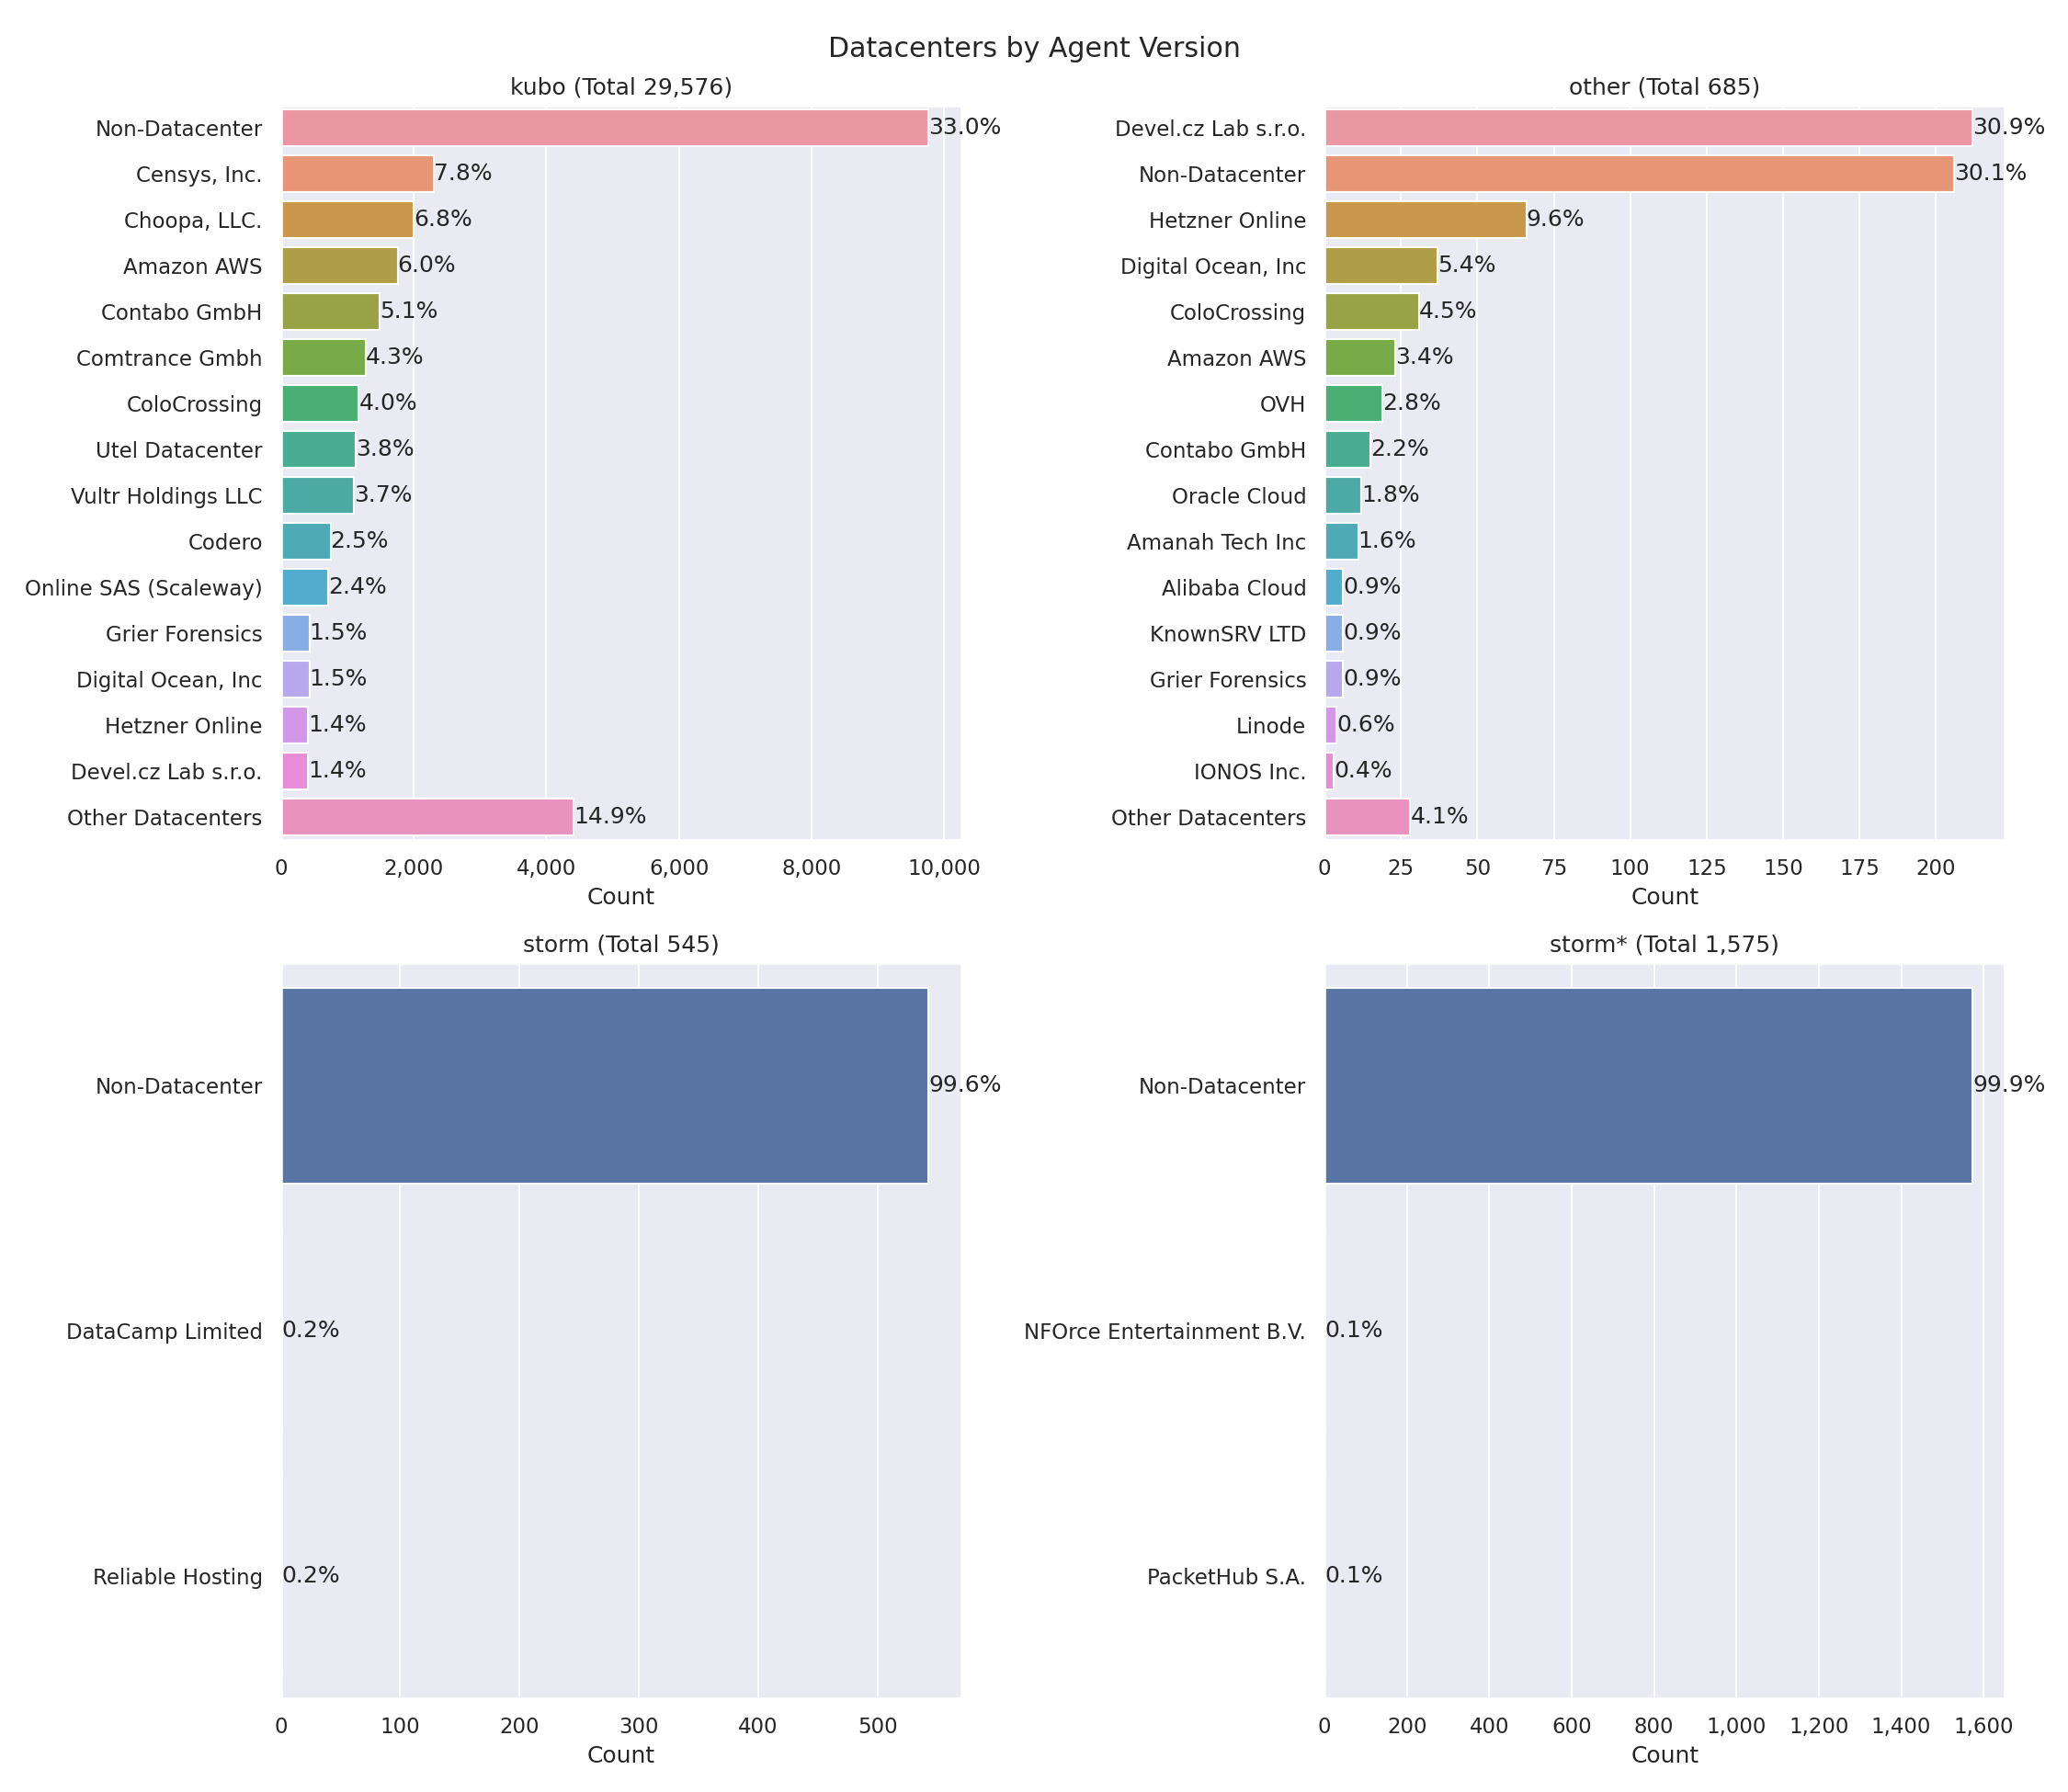 Datacenters by Agent Version
kubo (Total 29,576)
Non-Datacenter 33.0%
Censys, Inc. 7.8%
Choopa, LLC. 6.8%
Amazon AWS 6.0%
Contabo GmbH 5.1%
Comtrance Gmbh 4.3%
ColoCrossing 4.0%
Utel Datacenter 3.8%
Vultr Holdings LLC 3.7%
Codero 2.5%
Online SAS (Scaleway) 2.4%
Grier Forensics 1.5%
Digital Ocean, Inc 1.5%
Hetzner Online 1.4%
Devel.cz Lab s.r.o. 1.4%
Other Datacenters 14.9%
0 2,000 4,000 6,000 8,000 10,000
Count
other (Total 685)
Devel.cz Lab s.r.o. 30.9%
Non-Datacenter 30.1%
Hetzner Online 9.6%
Digital Ocean, Inc 5.4%
ColoCrossing 4.5%
Amazon AWS 3.4%
OVH 2.8%
Contabo GmbH 2.2%
Oracle Cloud 1.8%
Amanah Tech Inc 1.6%
Alibaba Cloud 0.9%
KnownSRV LTD 0.9%
Grier Forensics 0.9%
Linode 0.6%
IONOS Inc. 0.4%
Other Datacenters 4.1%
0 25 50 75 100 125 150 175 200
Count
storm (Total 545)
Non-Datacenter 99.6%
DataCamp Limited 0.2%
Reliable Hosting 0.2%
0 100 200 300 400 500
Count
storm* (Total 1,575)
Non-Datacenter 99.9%
NFOrce Entertainment B.V. 0.1%
PacketHub S.A. 0.1%
0 200 400 600 800 1,000 1,200 1,400 1,600
Count